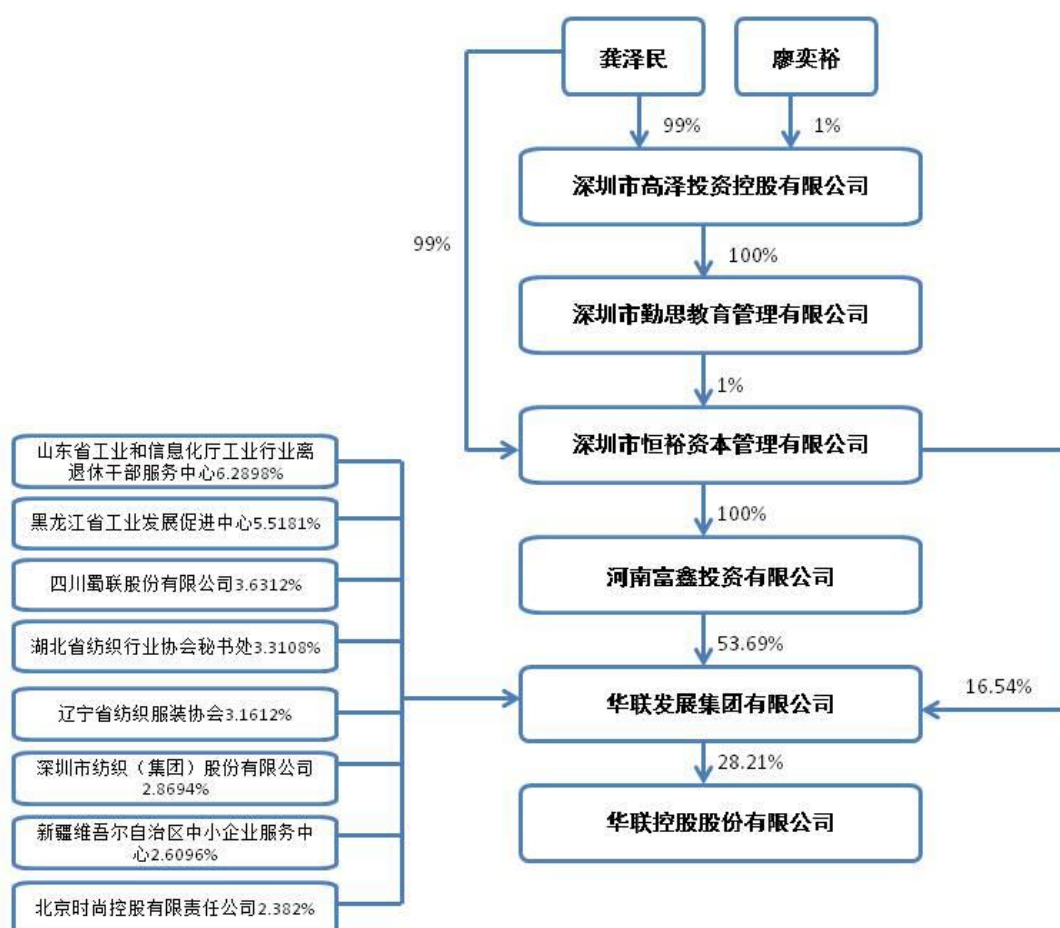 龚泽民
廖奕裕
99%
1%
深圳市高泽投资控股有限公司
99%
100%
深圳市勤思教育管理有限公司
1%
深圳市恒裕资本管理有限公司
100%
河南富鑫投资有限公司
53.69%
山东省工业和信息化厅工业行业离
退休干部服务中心6.2898%
黑龙江省工业发展促进中心5.5181%
四川蜀联股份有限公司3.6312%
湖北省纺织行业协会秘书处3.3108%
辽宁省纺织服装协会3.1612%
深圳市纺织（集团）股份有限公司
2.8694%
新疆维吾尔自治区中小企业服务中
心2.6096%
北京时尚控股有限责任公司2.382%
华联发展集团有限公司
16.54%
28.21%
华联控股股份有限公司